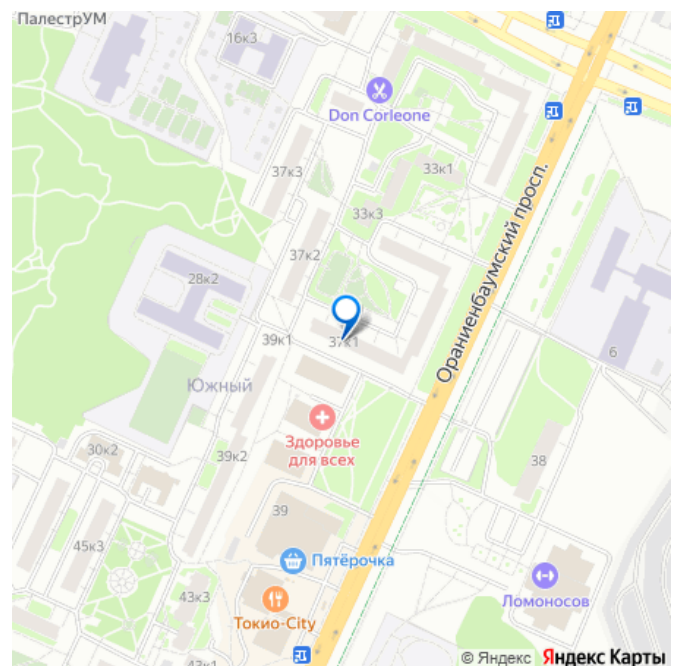 ПалеструМ
16к3
Don Corleone
37к3
33к1
33к3
37к2
28к2
Ораниенбаумский просп.
37к1
39к1
6
Южный
Здоровье
для всех
30к2
39к2
38
39
45к3
Пятёрочка
Ломоносов
43к3
Токио-City
43к1
© Яндекс Яндекс Карты